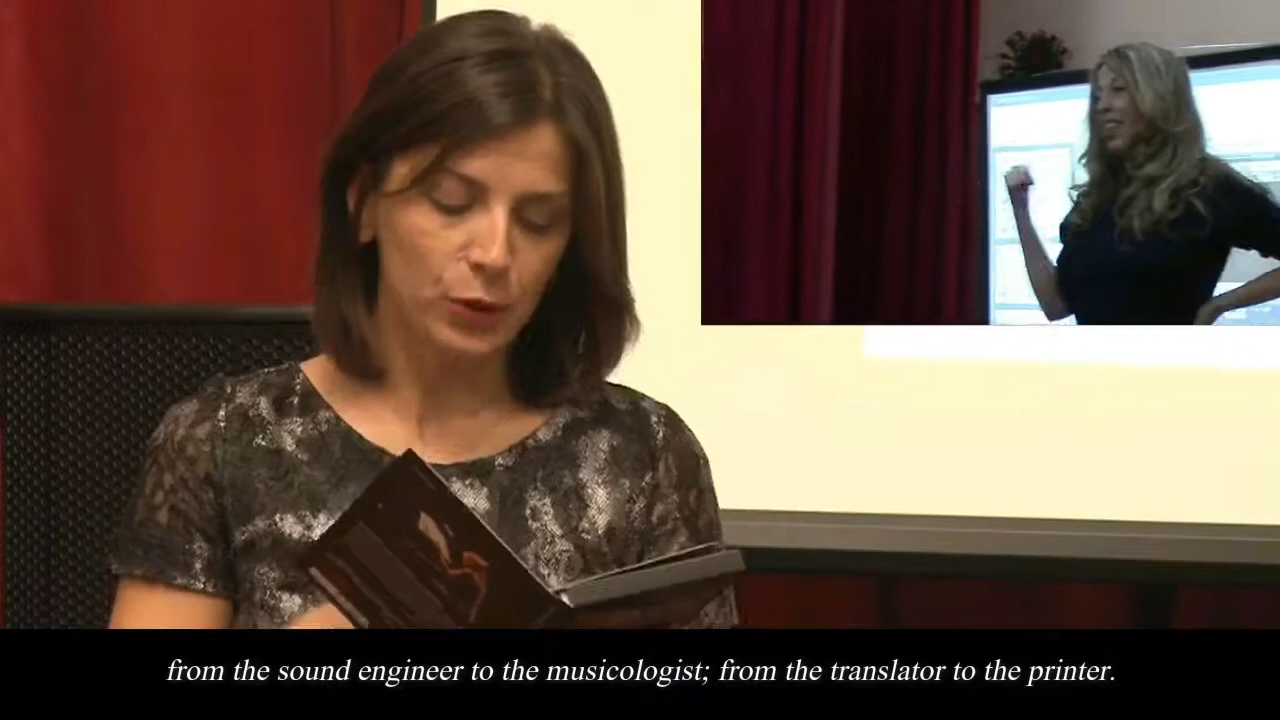 from the sound engineer to the musicologist; from the translator to the printer.